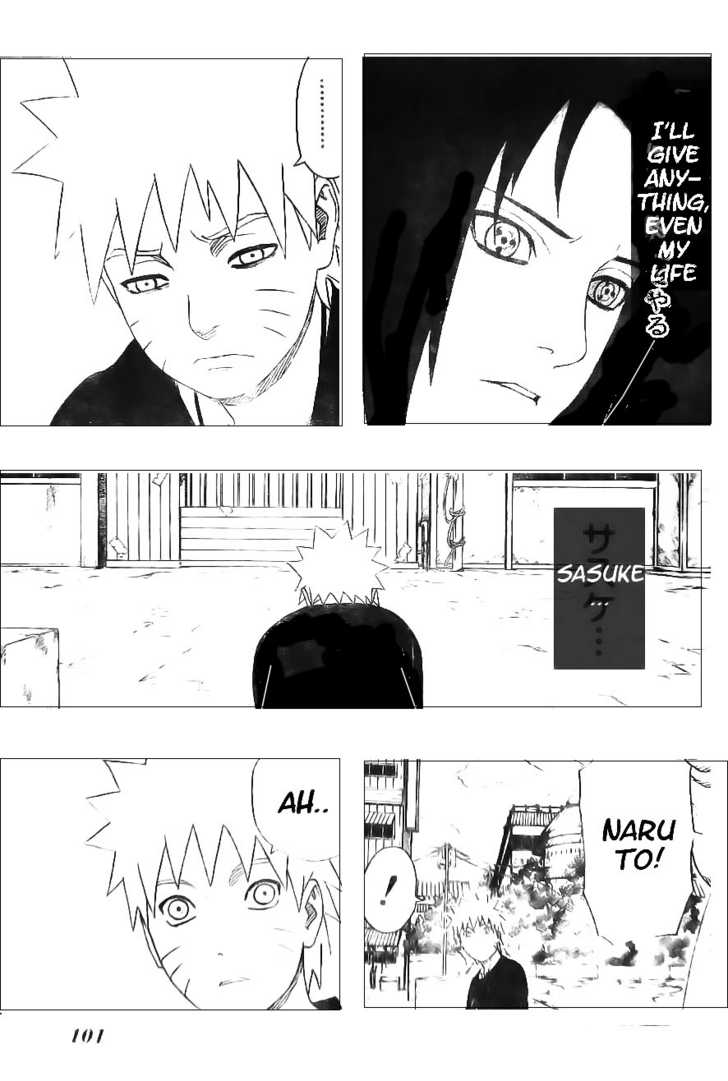 I'LL
GIVE
ANY-
THING,
EVEN
MY
LIFE
やる
..........
サスケ…
SASUKE
...
NARU
TO!
!
AH..
101